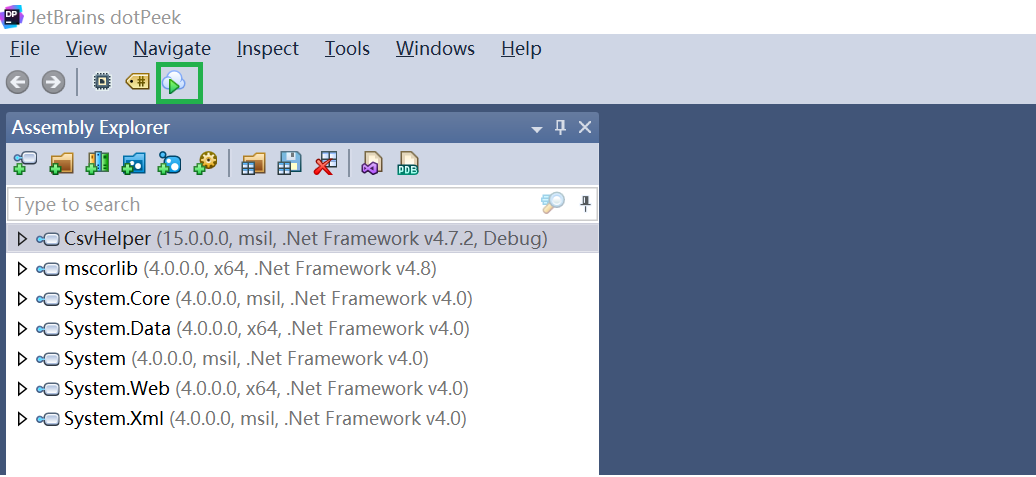 DP JetBrains dotPeek
File View Navigate Inspect Tools Windows Help
#
Assembly Explorer
PDB
Type to search
CsvHelper (15.0.0.0, msil, .Net Framework v4.7.2, Debug)
mscorlib (4.0.0.0, x64, .Net Framework v4.8)
System.Core (4.0.0.0, msil, .Net Framework v4.0)
System.Data (4.0.0.0, x64, .Net Framework v4.0)
System (4.0.0.0, msil, .Net Framework v4.0)
System.Web (4.0.0.0, x64, .Net Framework v4.0)
System.Xml (4.0.0.0, msil, .Net Framework v4.0)